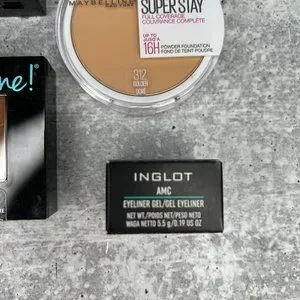 MAYBELLINE
SUPER STAY
FULL COVERAGE
COUVRANCE COMPLÈTE
UP TO
JUSQU'À
16H POWDER FOUNDATION
FOND DE TEINT POUDRE
312
GOLDEN
DORÉ
me!
INGLOT
AMC
EYELINER GEL/GEL EYELINER
NET WT./POIDS NET/PESO NETO
WAGA NETTO 5.5 g/0.19 US OZ